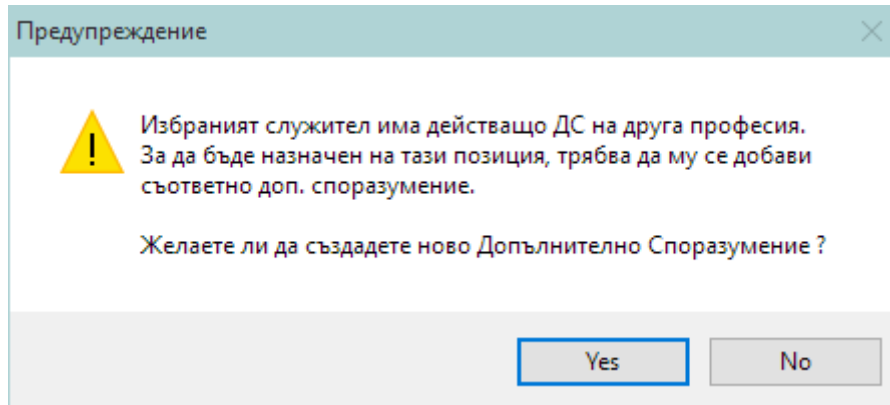 Предупреждение
Избраният служител има действащо ДС на друга професия.
За да бъде назначен на тази позиция, трябва да му се добави
съответно доп. споразумение.
Желаете ли да създадете ново Допълнително Споразумение ?
Yes No